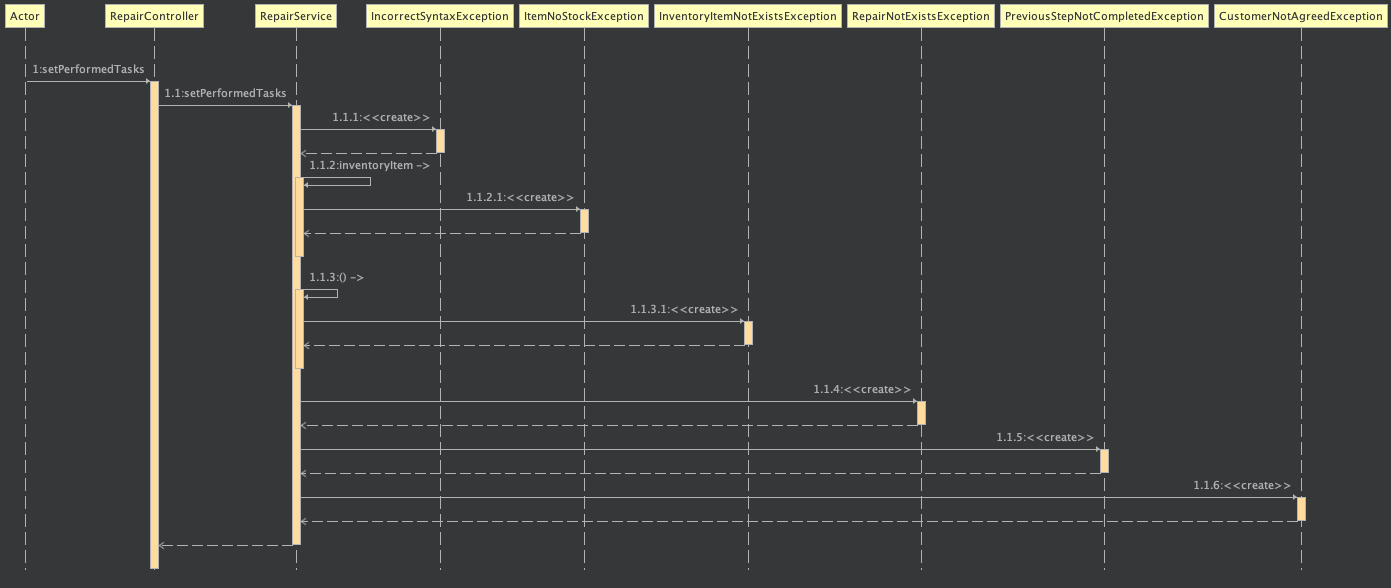 Actor
RepairController
RepairService
IncorrectSyntaxException
ItemNoStockException
InventoryItemNotExistsException
RepairNotExistsException
PreviousStepNotCompletedException
CustomerNotAgreedException
1:setPerformedTasks
1.1:setPerformedTasks
1.1.1:<<create>>
1.1.2:inventoryItem ->
1.1.2.1:<<create>>
1.1.3:() ->
1.1.3.1:<<create>>
1.1.4:<<create>>
1.1.5:<<create>>
1.1.6:<<create>>